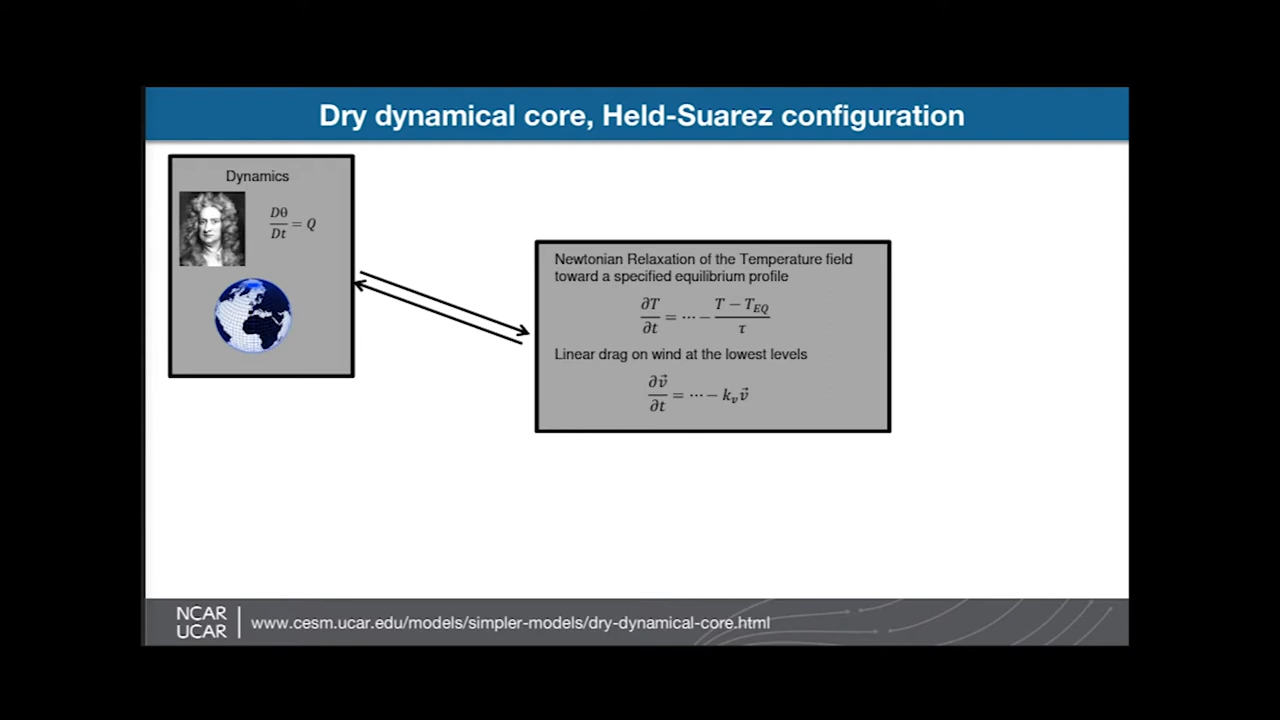 Dry dynamical core, Held-Suarez configuration
Dynamics
Dθ/Dt = Q
Newtonian Relaxation of the Temperature field
toward a specified equilibrium profile
∂T/∂t = ⋯ − (T − T_EQ)/τ
Linear drag on wind at the lowest levels
∂v⃗/∂t = ⋯ − k_v v⃗
NCAR
UCAR
www.cesm.ucar.edu/models/simpler-models/dry-dynamical-core.html